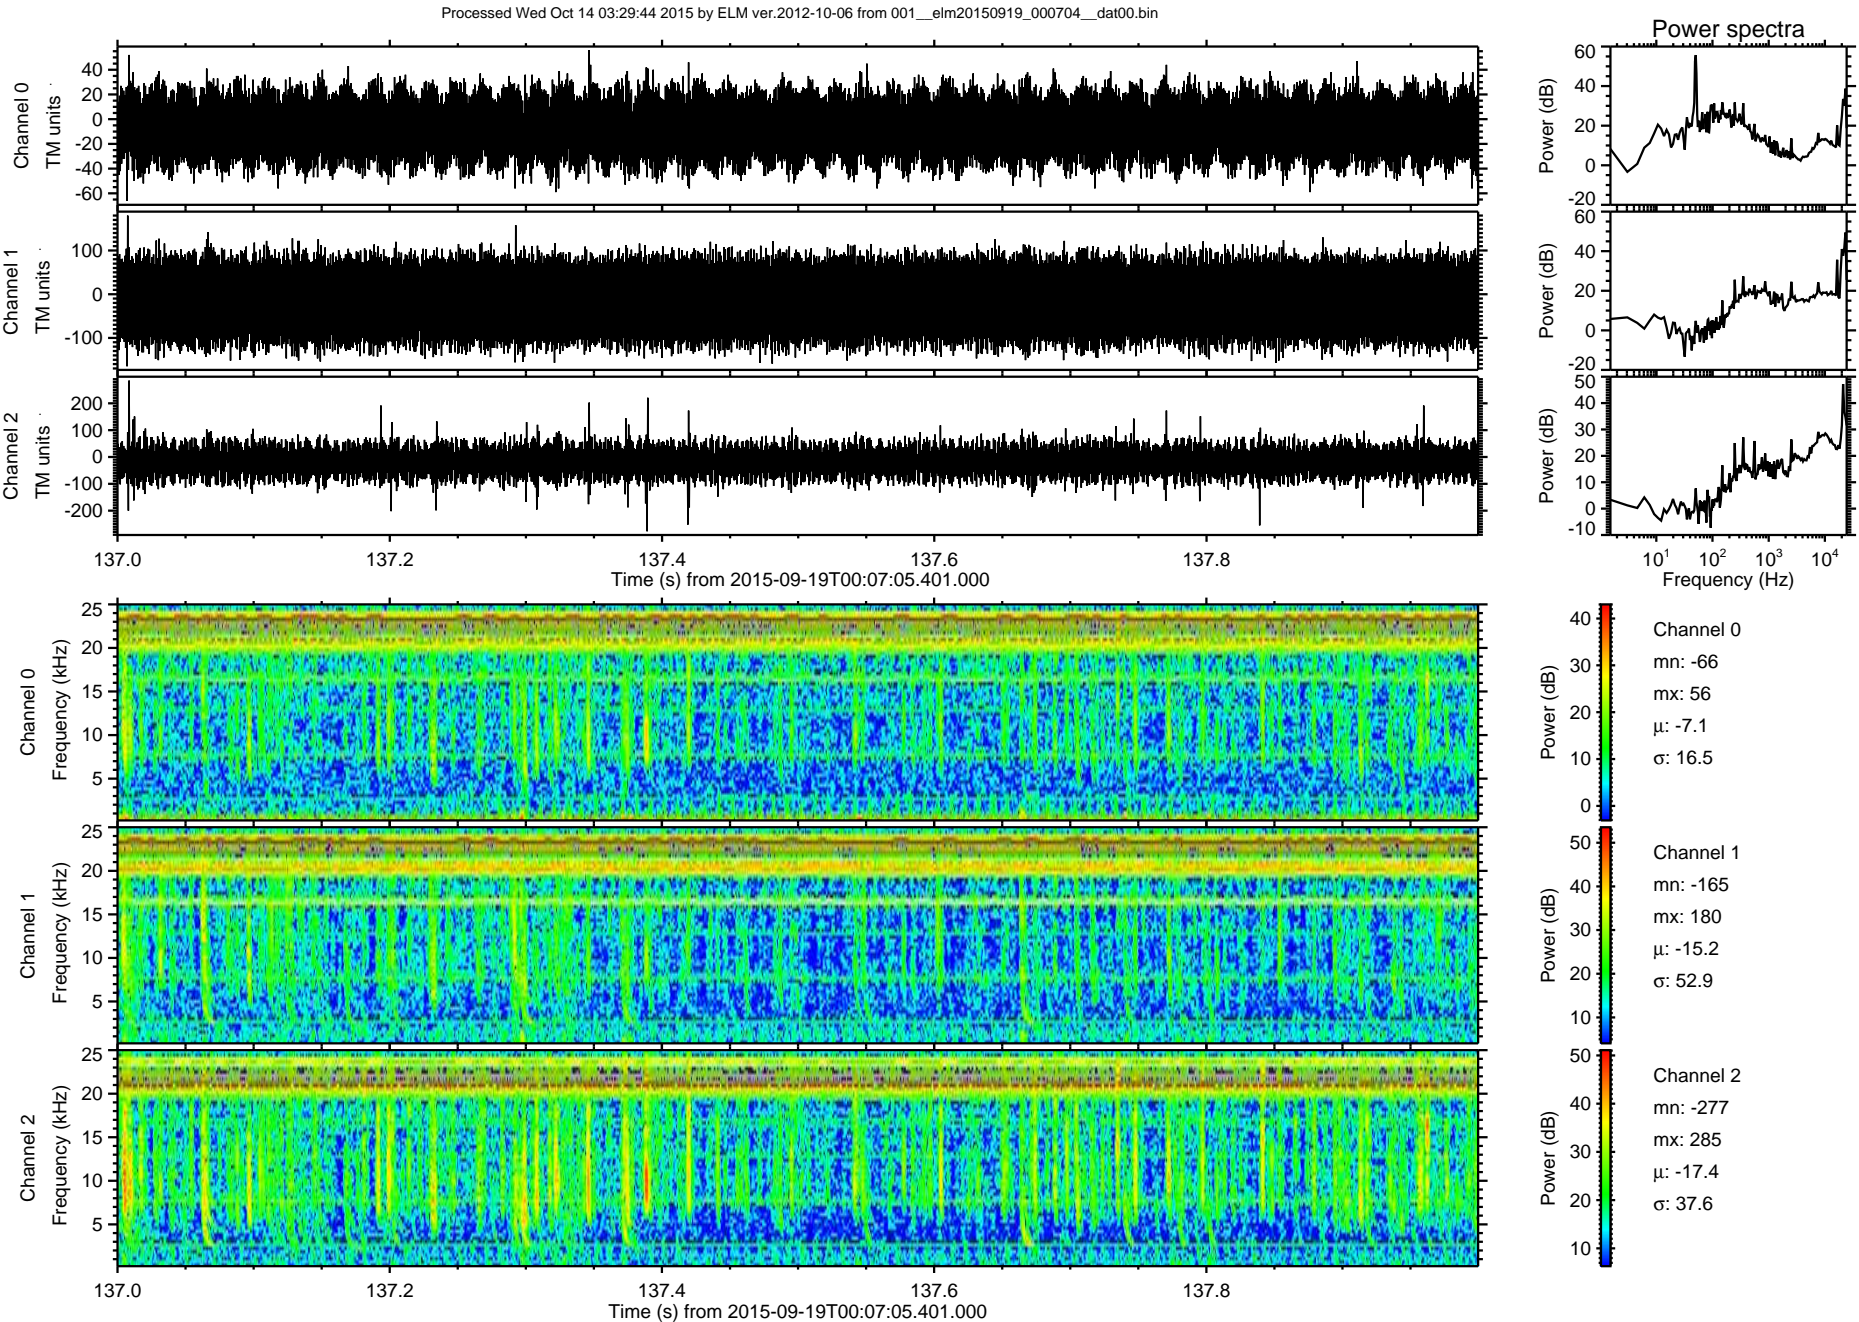 Processed Wed Oct 14 03:29:44 2015 by ELM ver.2012-10-06 from 001__elm20150919_000704__dat00.bin
Power spectra
Channel 0
TM units
40
20
0
-20
-40
-60
Power (dB)
60
40
20
0
-20
Channel 1
TM units
100
0
-100
Power (dB)
60
40
20
0
-20
Channel 2
TM units
200
100
0
-100
-200
Power (dB)
50
40
30
20
10
0
-10
137.0 137.2 137.4 137.6 137.8
Time (s) from 2015-09-19T00:07:05.401.000
10^1 10^2 10^3 10^4
Frequency (Hz)
Channel 0
Frequency (kHz)
25
20
15
10
5
Power (dB)
40
30
20
10
0
Channel 0
mn: -66
mx: 56
μ: -7.1
σ: 16.5
Channel 1
Frequency (kHz)
25
20
15
10
5
Power (dB)
50
40
30
20
10
Channel 1
mn: -165
mx: 180
μ: -15.2
σ: 52.9
Channel 2
Frequency (kHz)
25
20
15
10
5
Power (dB)
50
40
30
20
10
Channel 2
mn: -277
mx: 285
μ: -17.4
σ: 37.6
137.0 137.2 137.4 137.6 137.8
Time (s) from 2015-09-19T00:07:05.401.000